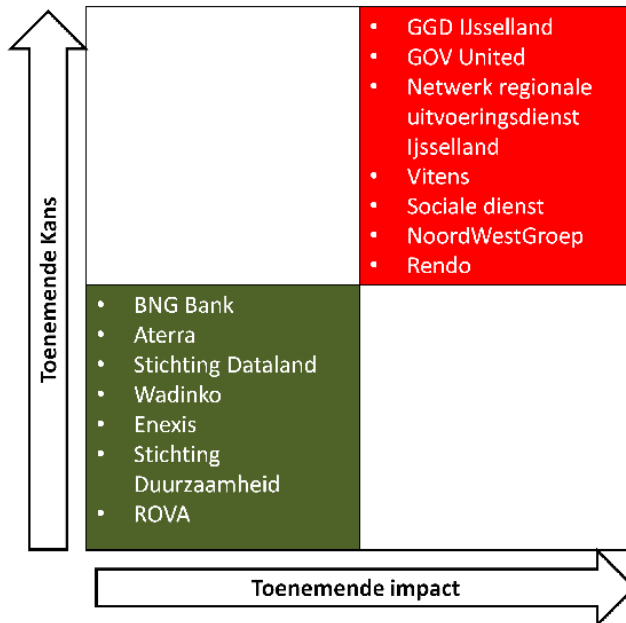 • GGD IJsselland
• GOV United
• Netwerk regionale
uitvoeringsdienst
Ijsselland
• Vitens
• Sociale dienst
• NoordWestGroep
• Rendo
Toenemende Kans
• BNG Bank
• Aterra
• Stichting Dataland
• Wadinko
• Enexis
• Stichting
Duurzaamheid
• ROVA
Toenemende impact